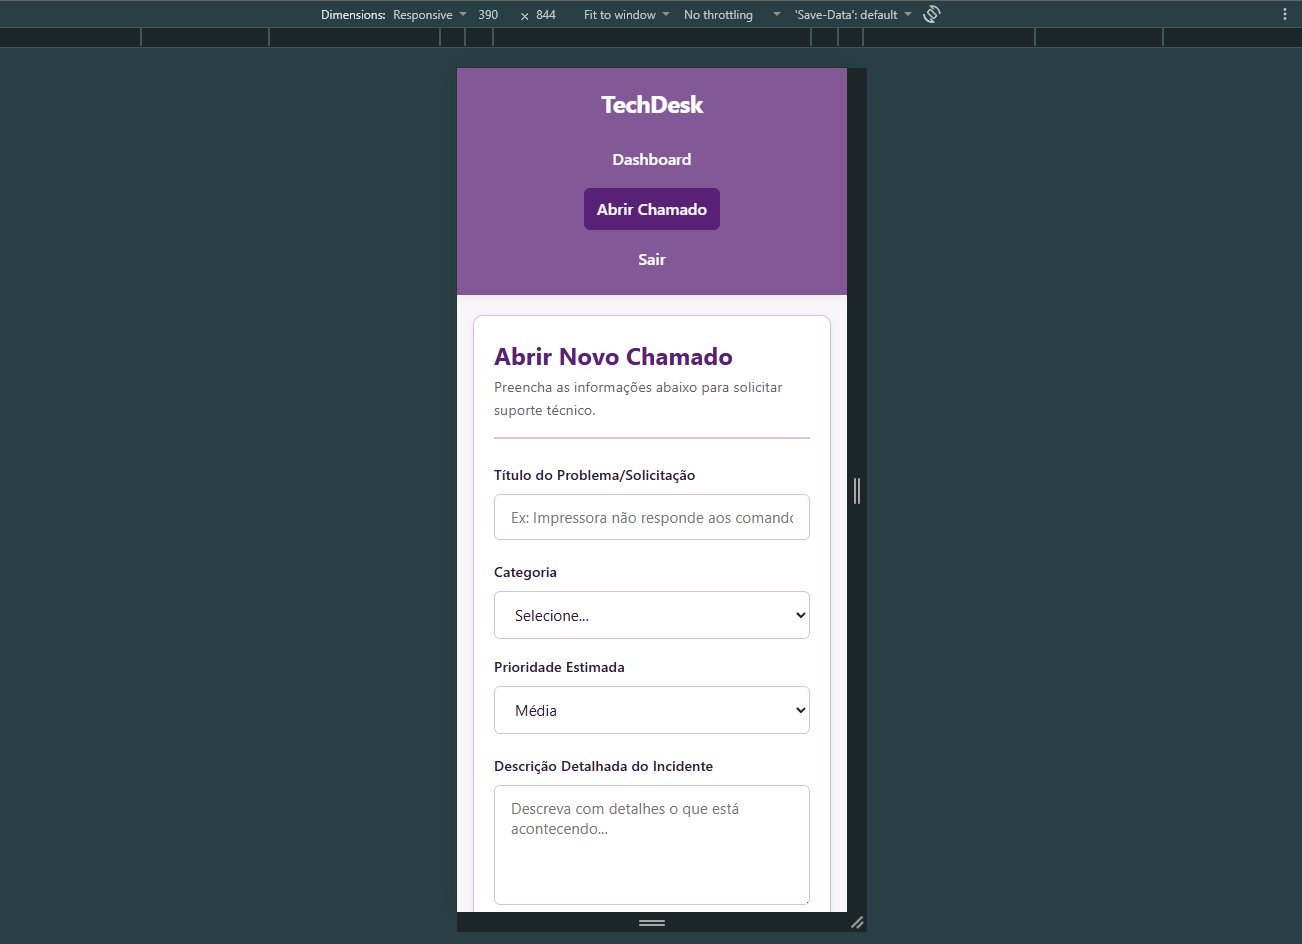 Dimensions: Responsive 390 × 844 Fit to window No throttling 'Save-Data': default
TechDesk
Dashboard
Abrir Chamado
Sair
Abrir Novo Chamado
Preencha as informações abaixo para solicitar
suporte técnico.
Título do Problema/Solicitação
Ex: Impressora não responde aos comando
Categoria
Selecione...
Prioridade Estimada
Média
Descrição Detalhada do Incidente
Descreva com detalhes o que está
acontecendo...